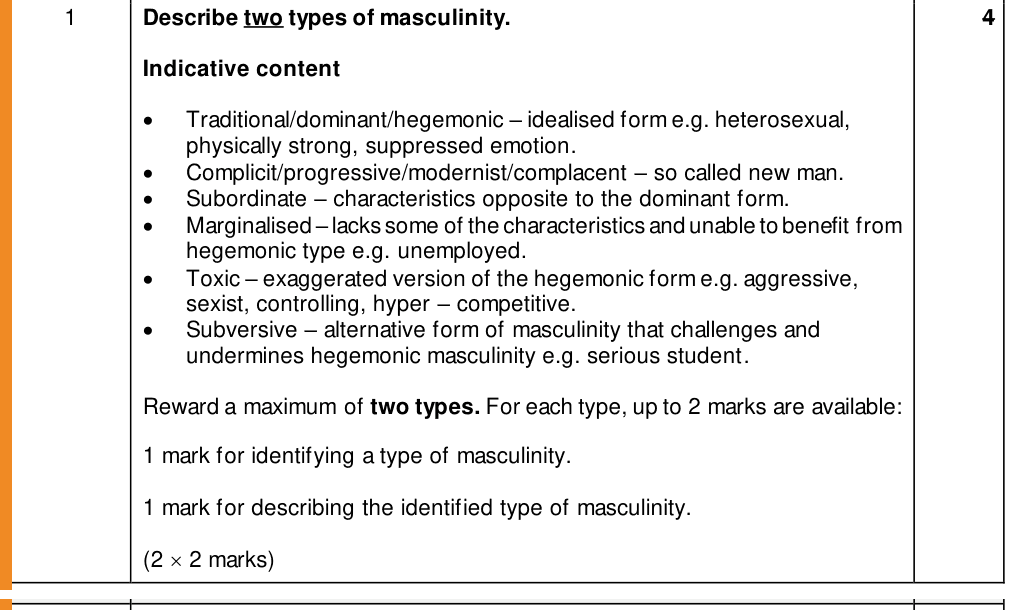 1 Describe two types of masculinity. 4
Indicative content
• Traditional/dominant/hegemonic – idealised form e.g. heterosexual,
physically strong, suppressed emotion.
• Complicit/progressive/modernist/complacent – so called new man.
• Subordinate – characteristics opposite to the dominant form.
• Marginalised – lacks some of the characteristics and unable to benefit from
hegemonic type e.g. unemployed.
• Toxic – exaggerated version of the hegemonic form e.g. aggressive,
sexist, controlling, hyper – competitive.
• Subversive – alternative form of masculinity that challenges and
undermines hegemonic masculinity e.g. serious student.
Reward a maximum of two types. For each type, up to 2 marks are available:
1 mark for identifying a type of masculinity.
1 mark for describing the identified type of masculinity.
(2 × 2 marks)